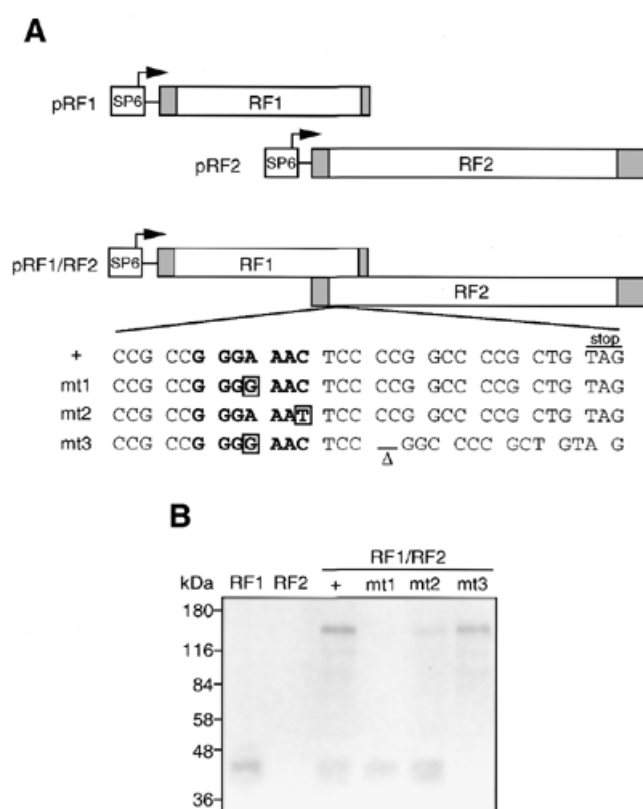 A
pRF1 SP6 RF1
pRF2 SP6 RF2
pRF1/RF2 SP6 RF1
RF2
stop
+ CCG CCG GGA AAC TCC CCG GCC CCG CTG TAG
mt1 CCG CCG GGG AAC TCC CCG GCC CCG CTG TAG
mt2 CCG CCG GGA AAT TCC CCG GCC CCG CTG TAG
mt3 CCG CCG GGG AAC TCC GGC CCC GCT GTAG
Δ
B
RF1/RF2
kDa RF1 RF2 + mt1 mt2 mt3
180
116
84
58
48
36